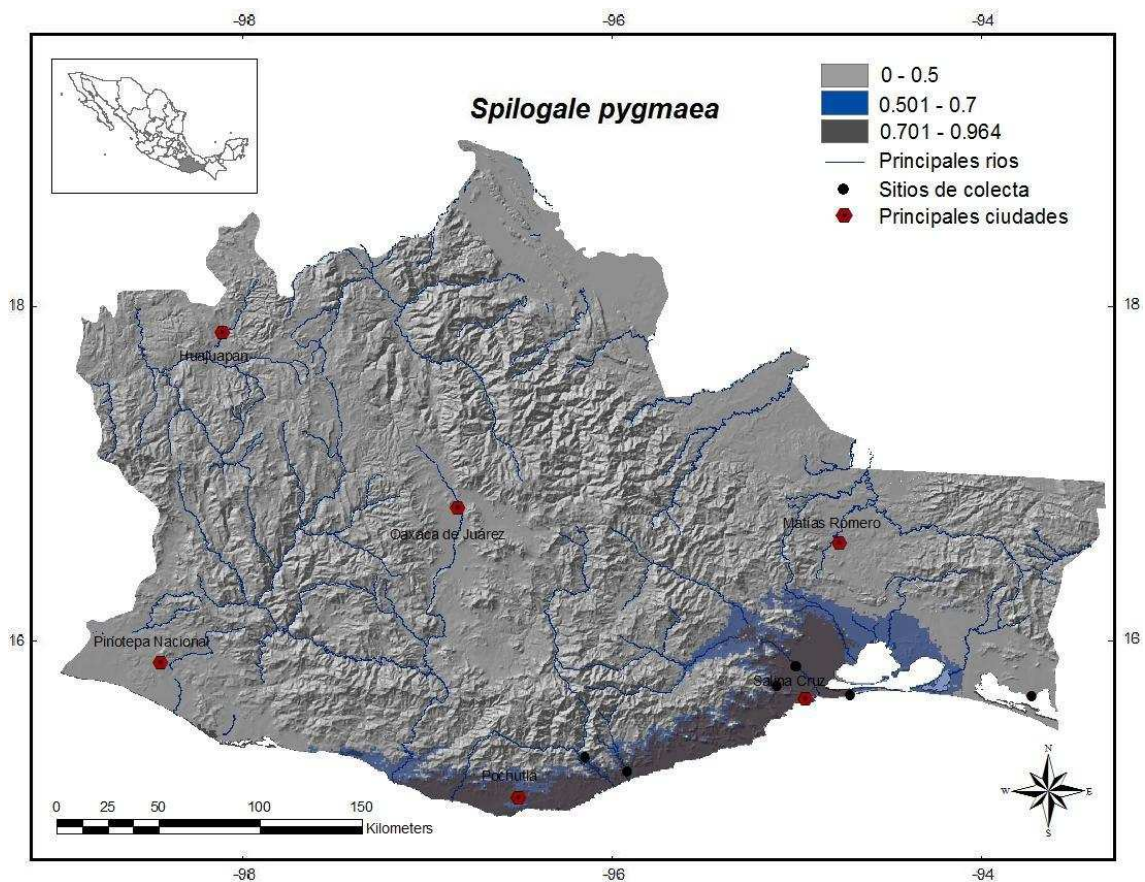 -98 -96 -94
Spilogale pygmaea
0 - 0.5
0.501 - 0.7
0.701 - 0.964
Principales rios
Sitios de colecta
Principales ciudades
18 18
Huajuapan
Oaxaca de Juárez
Matías Romero
16 16
Piriotepa Nacional
Salina Cruz
Pochutla
N
W E
S
0 25 50 100 150
Kilometers
-98 -96 -94